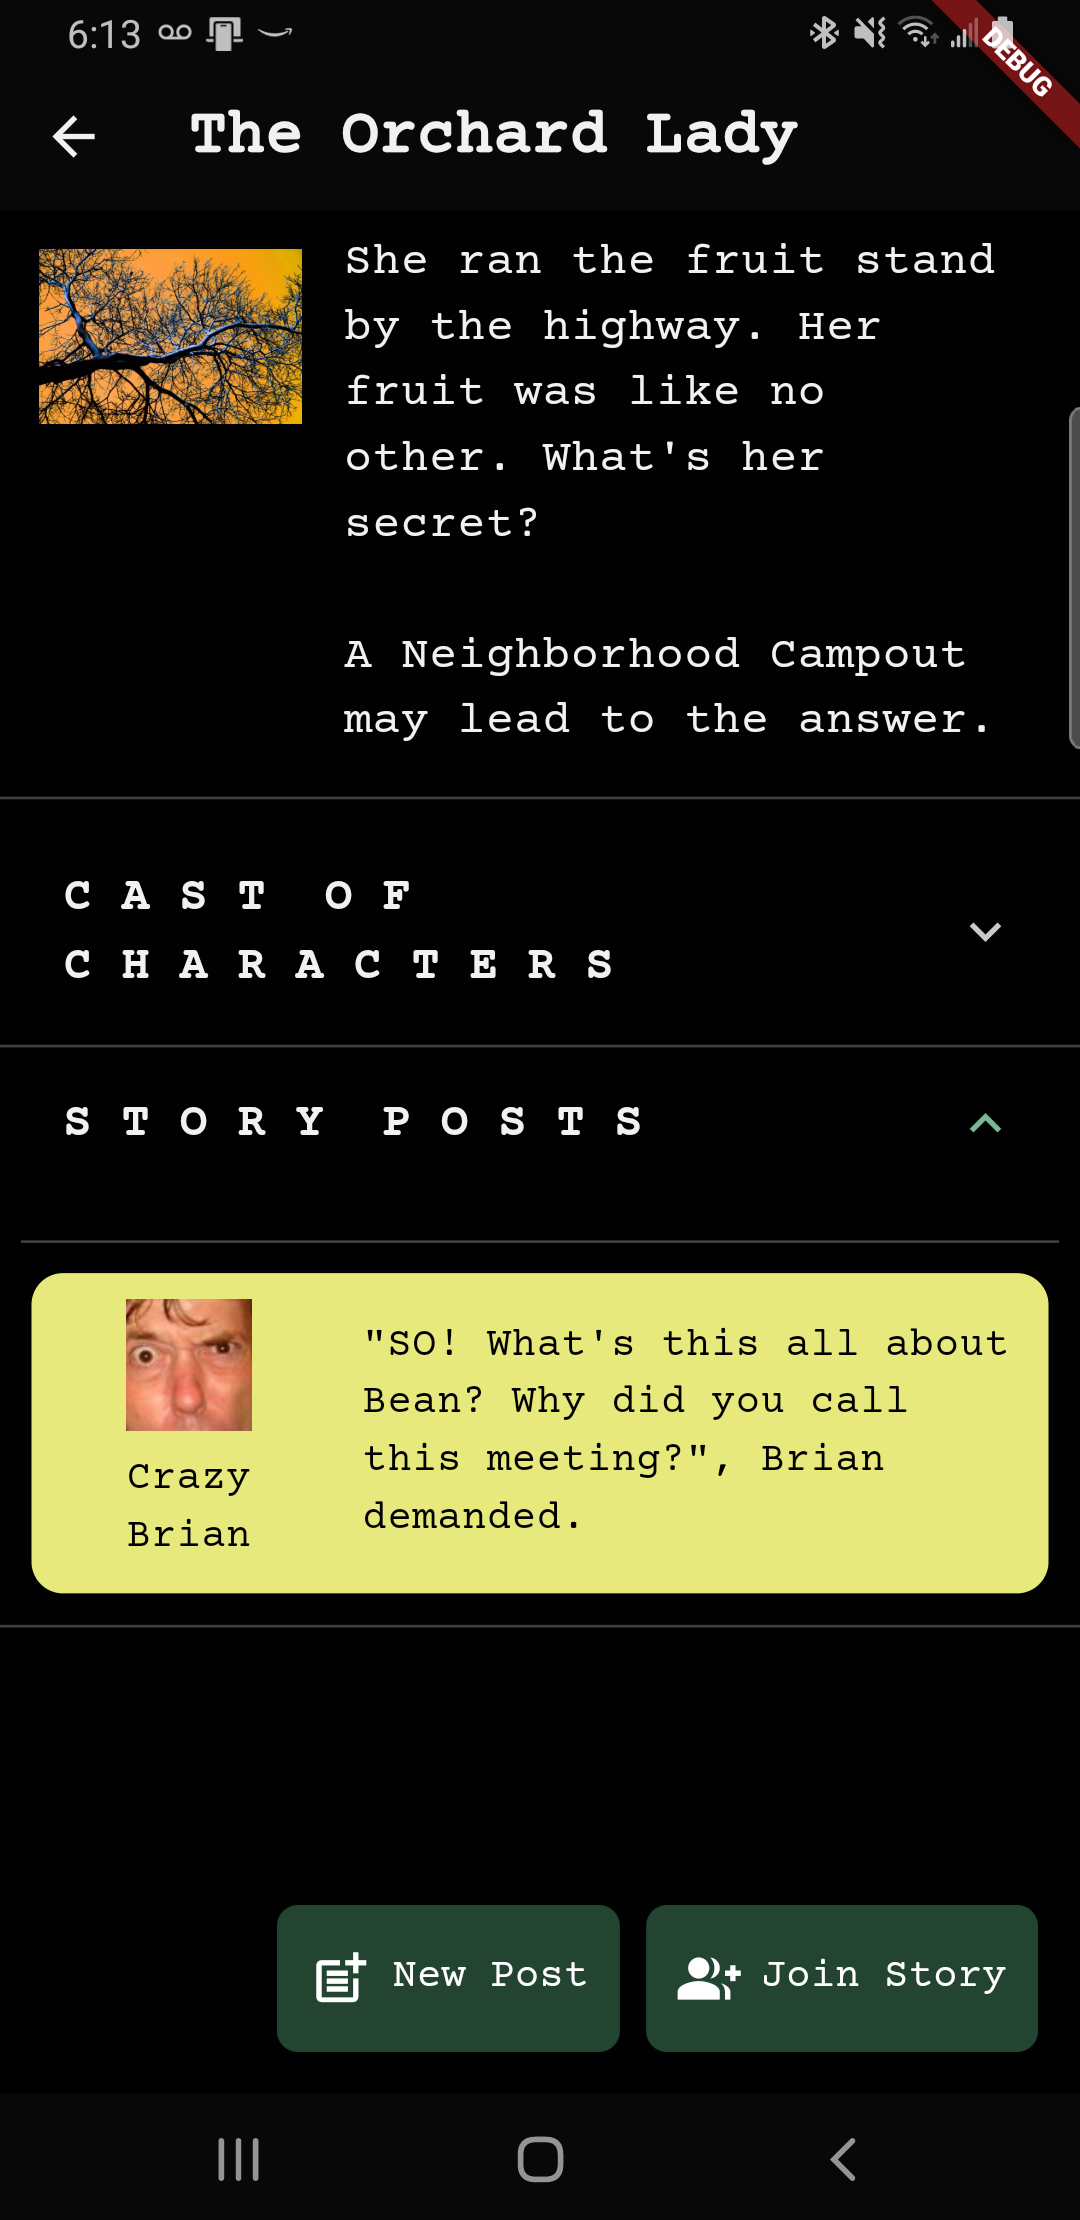 6:13
DEBUG
The Orchard Lady
She ran the fruit stand
by the highway. Her
fruit was like no
other. What's her
secret?
A Neighborhood Campout
may lead to the answer.
CAST OF
CHARACTERS
STORY POSTS
"SO! What's this all about
Bean? Why did you call
this meeting?", Brian
demanded.
Crazy
Brian
New Post
Join Story